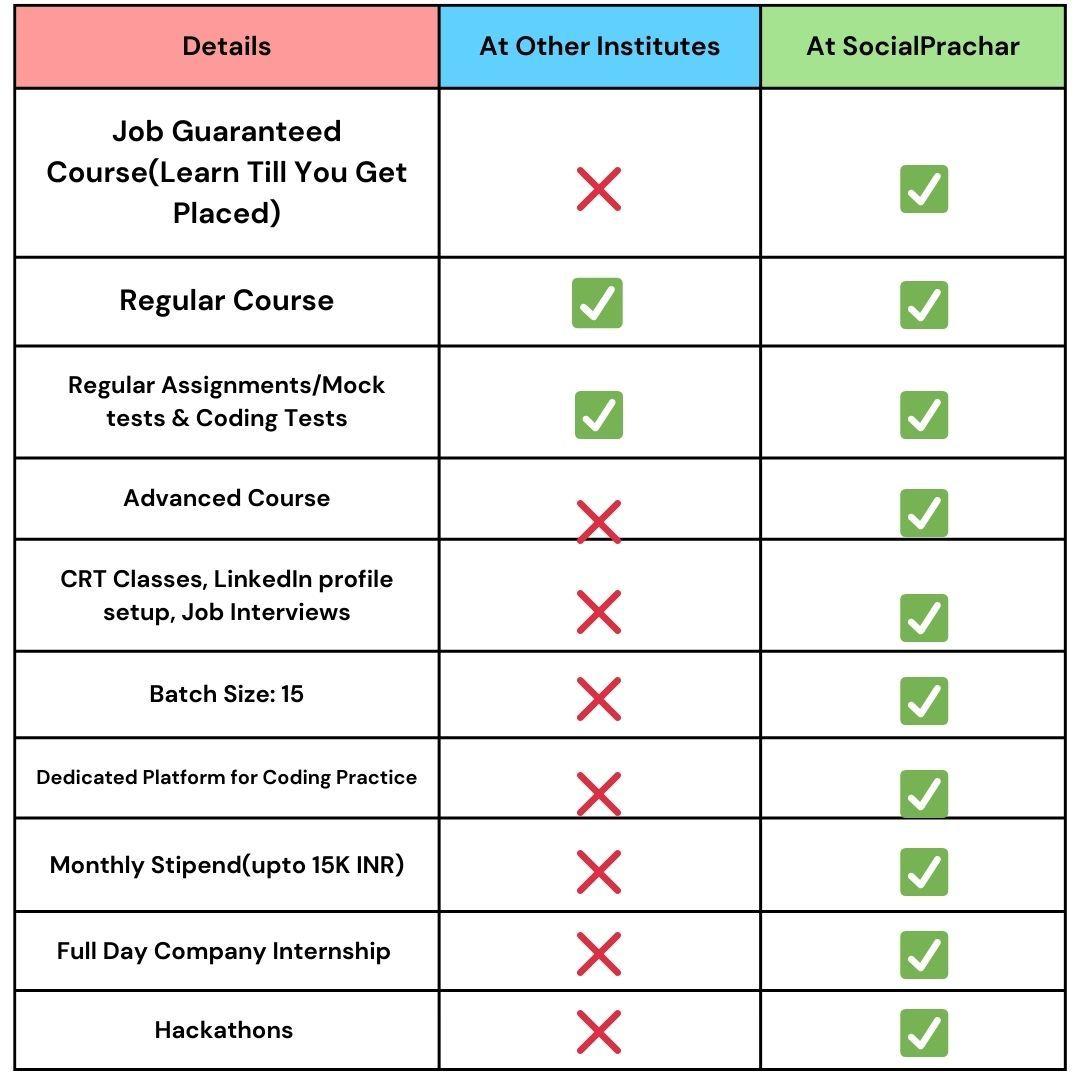 Details
At Other Institutes
At SocialPrachar
Job Guaranteed
Course(Learn Till You Get
Placed)
Regular Course
Regular Assignments/Mock
tests & Coding Tests
Advanced Course
CRT Classes, LinkedIn profile
setup, Job Interviews
Batch Size: 15
Dedicated Platform for Coding Practice
Monthly Stipend(upto 15K INR)
Full Day Company Internship
Hackathons